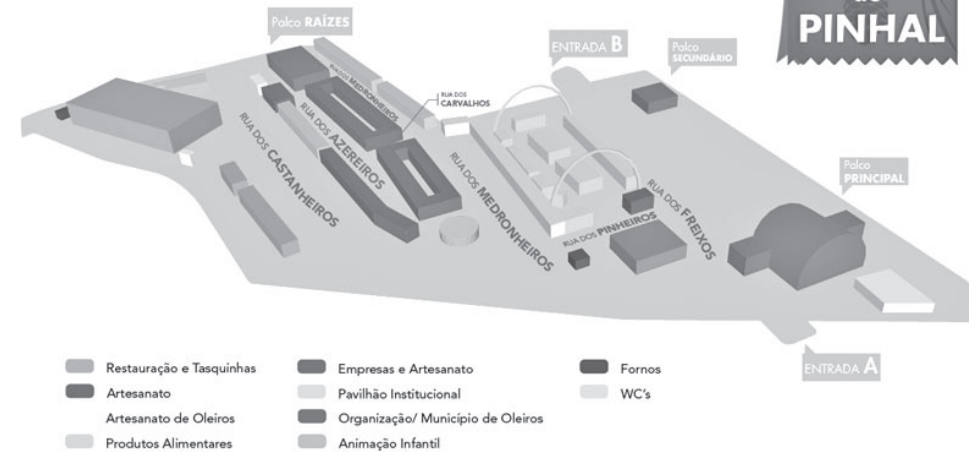 PINHAL
Palco RAÍZES
ENTRADA B
Palco
SECUNDÁRIO
RUA DOS MEDRONHEIROS
RUA DOS
CARVALHOS
RUA DOS AZEREIROS
RUA DOS CASTANHEIROS
RUA DOS MEDRONHEIROS
RUA DOS PINHEIROS
RUA DOS FREIXOS
Palco
PRINCIPAL
ENTRADA A
Restauração e Tasquinhas
Artesanato
Artesanato de Oleiros
Produtos Alimentares
Empresas e Artesanato
Pavilhão Institucional
Organização/ Município de Oleiros
Animação Infantil
Fornos
WC's